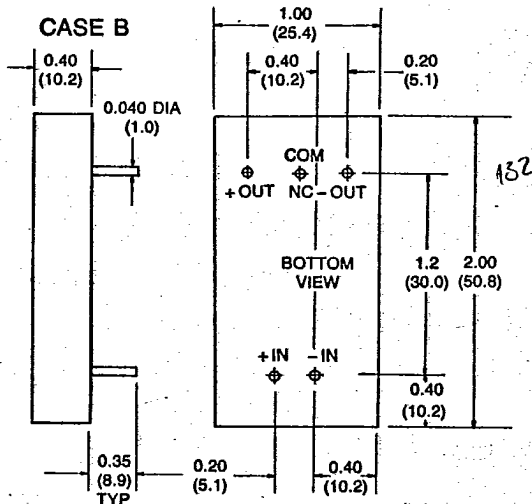 CASE B
0.40
(10.2)
0.040 DIA
(1.0)
0.35
(8.9)
TYP
1.00
(25.4)
0.40
(10.2)
0.20
(5.1)
COM
+OUT NC -OUT
BOTTOM
VIEW
+IN -IN
1.2
(30.0)
2.00
(50.8)
0.40
(10.2)
0.20
(5.1)
0.40
(10.2)
132